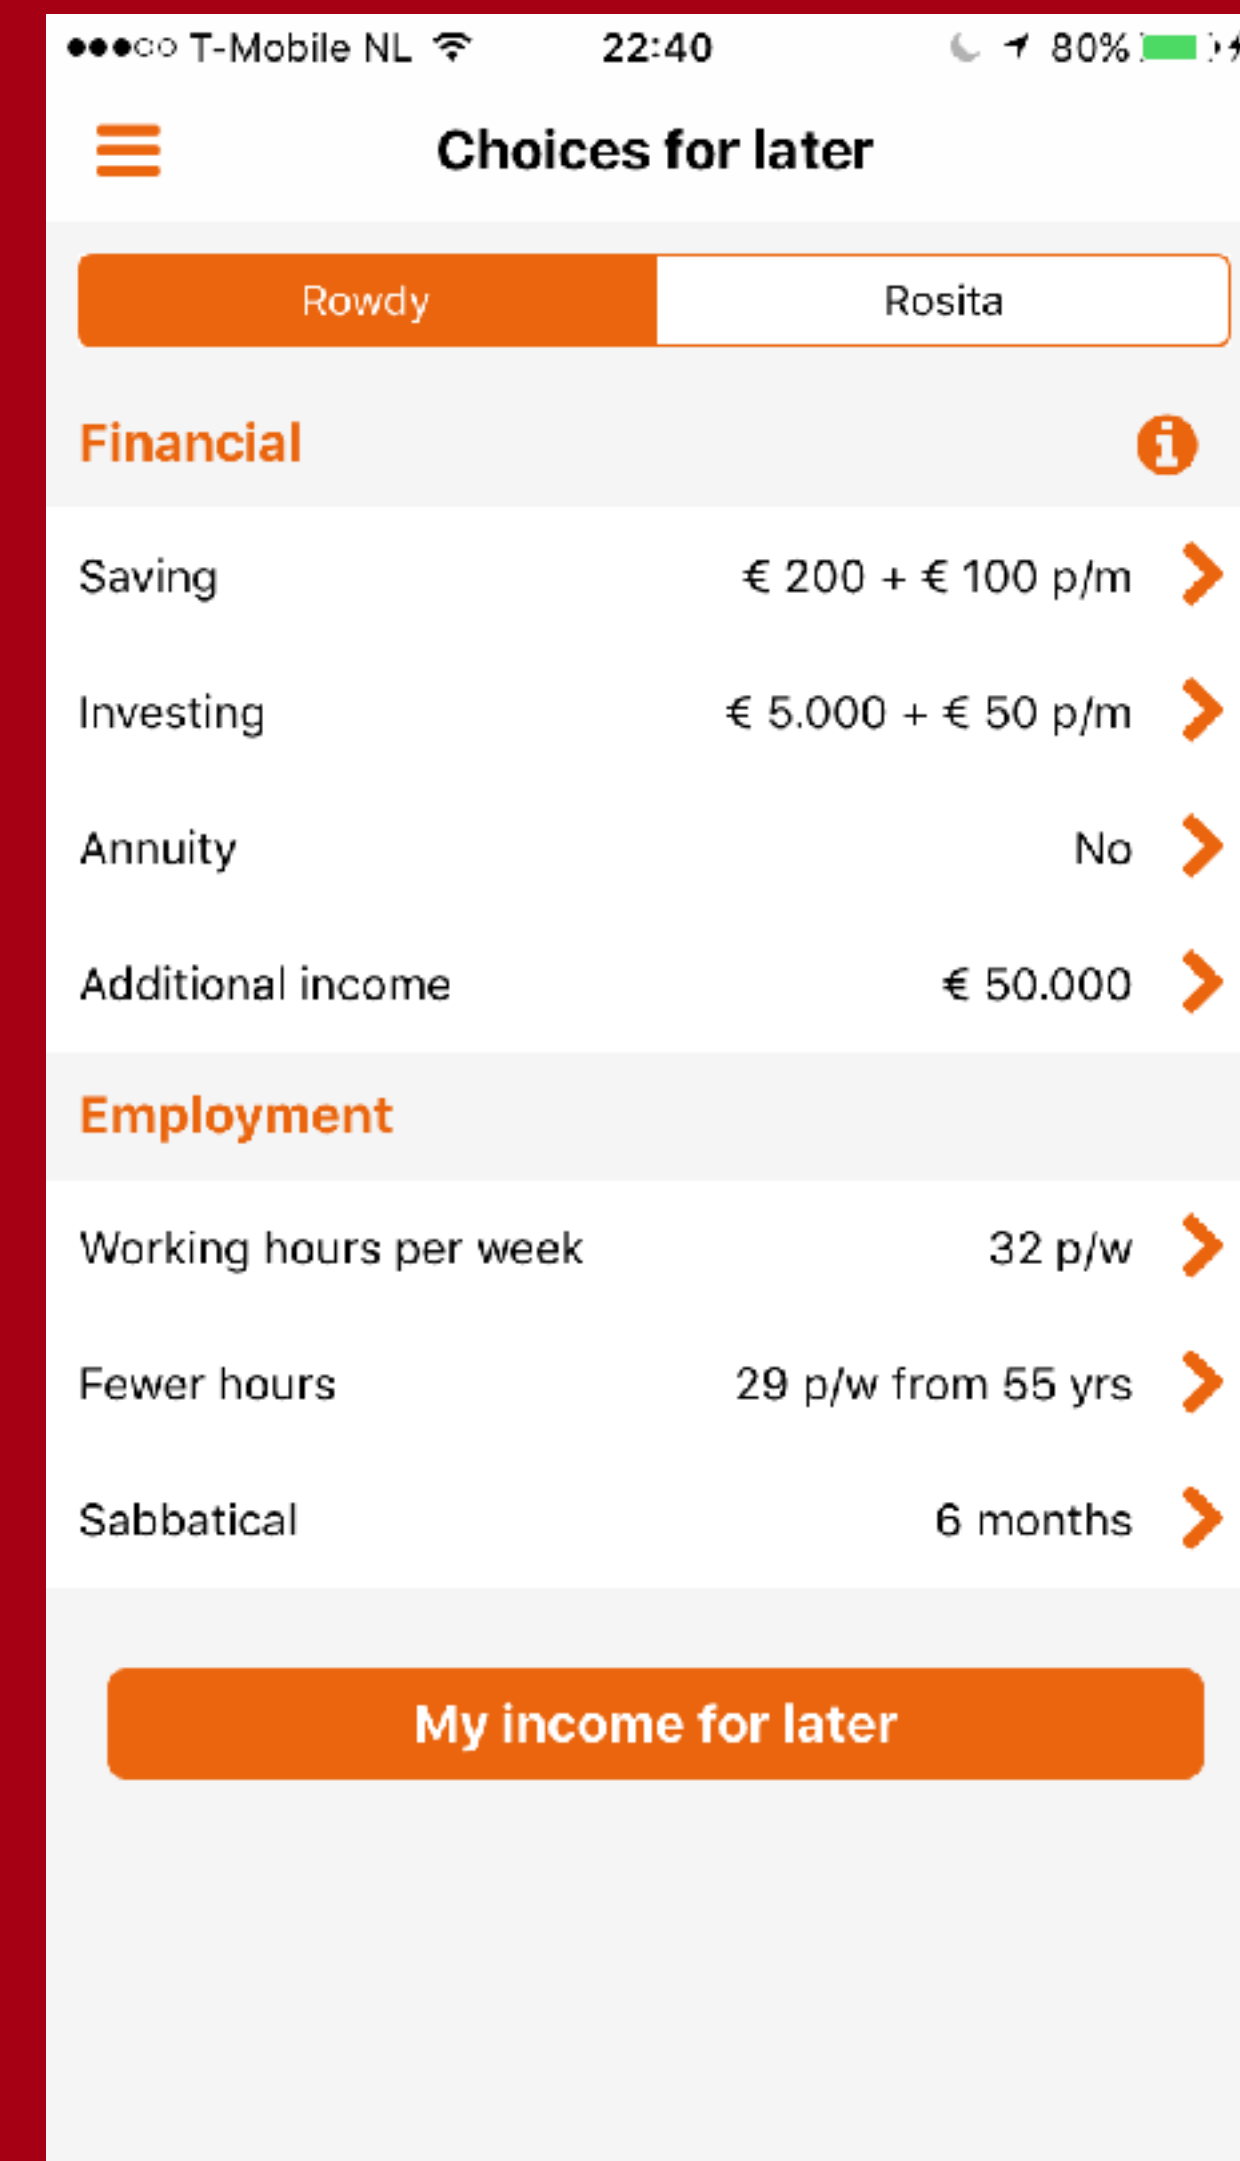 T-Mobile NL 22:40 80%
Choices for later
Rowdy Rosita
Financial
Saving € 200 + € 100 p/m
Investing € 5.000 + € 50 p/m
Annuity No
Additional income € 50.000
Employment
Working hours per week 32 p/w
Fewer hours 29 p/w from 55 yrs
Sabbatical 6 months
My income for later